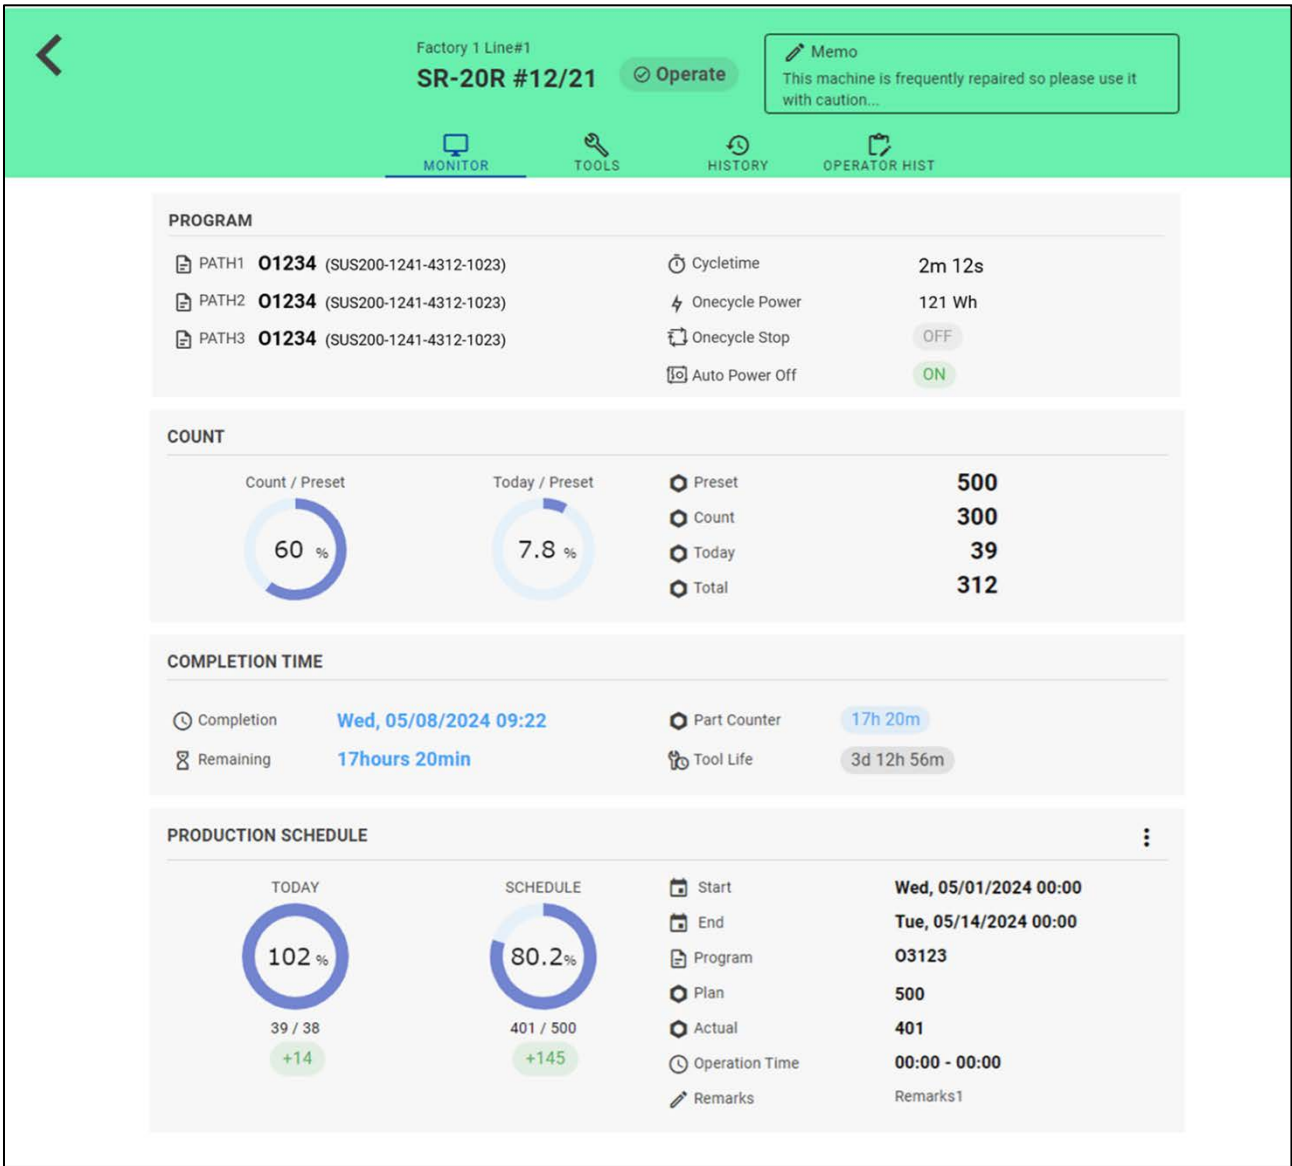 Factory 1 Line#1
SR-20R #12/21
Operate
Memo
This machine is frequently repaired so please use it
with caution...
MONITOR
TOOLS
HISTORY
OPERATOR HIST
PROGRAM
PATH1 O1234 (SUS200-1241-4312-1023)
PATH2 O1234 (SUS200-1241-4312-1023)
PATH3 O1234 (SUS200-1241-4312-1023)
Cycletime 2m 12s
Onecycle Power 121 Wh
Onecycle Stop OFF
Auto Power Off ON
COUNT
Count / Preset
60 %
Today / Preset
7.8 %
Preset 500
Count 300
Today 39
Total 312
COMPLETION TIME
Completion Wed, 05/08/2024 09:22
Remaining 17hours 20min
Part Counter 17h 20m
Tool Life 3d 12h 56m
PRODUCTION SCHEDULE
TODAY
102 %
39 / 38
+14
SCHEDULE
80.2%
401 / 500
+145
Start Wed, 05/01/2024 00:00
End Tue, 05/14/2024 00:00
Program O3123
Plan 500
Actual 401
Operation Time 00:00 - 00:00
Remarks Remarks1